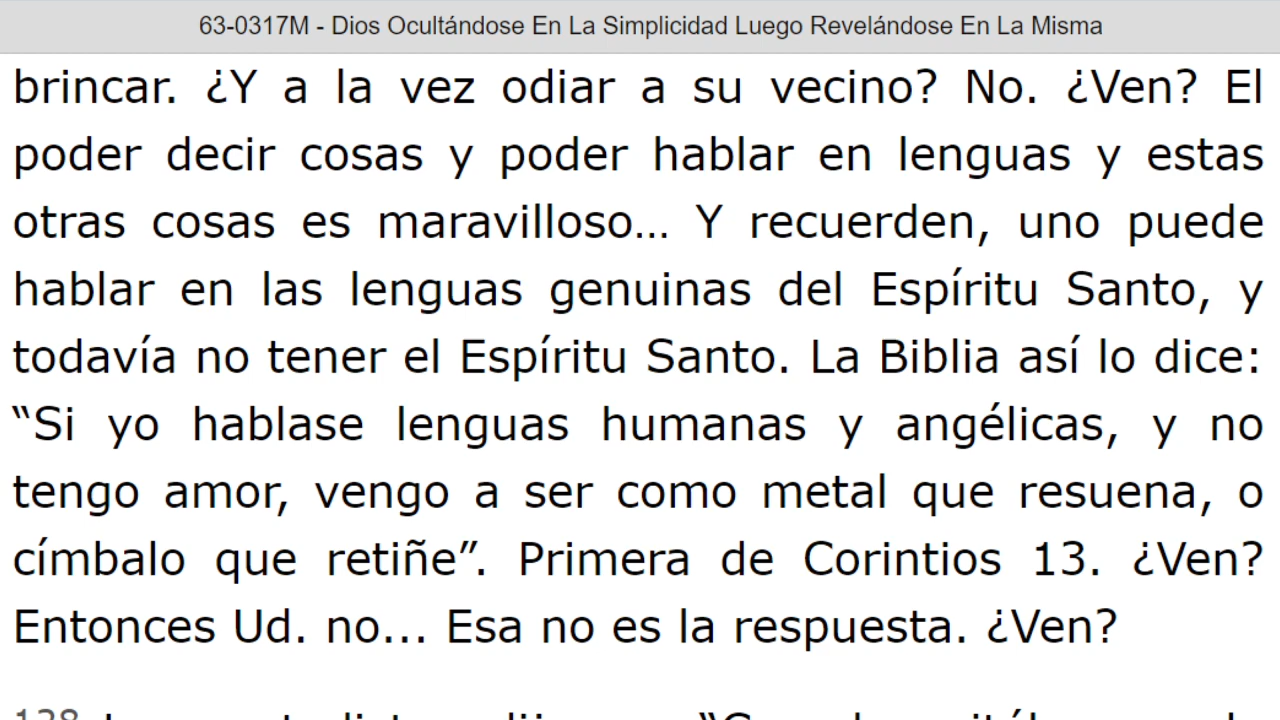 63-0317M - Dios Ocultándose En La Simplicidad Luego Revelándose En La Misma
brincar. ¿Y a la vez odiar a su vecino? No. ¿Ven? El
poder decir cosas y poder hablar en lenguas y estas
otras cosas es maravilloso… Y recuerden, uno puede
hablar en las lenguas genuinas del Espíritu Santo, y
todavía no tener el Espíritu Santo. La Biblia así lo dice:
“Si yo hablase lenguas humanas y angélicas, y no
tengo amor, vengo a ser como metal que resuena, o
címbalo que retiñe”. Primera de Corintios 13. ¿Ven?
Entonces Ud. no... Esa no es la respuesta. ¿Ven?